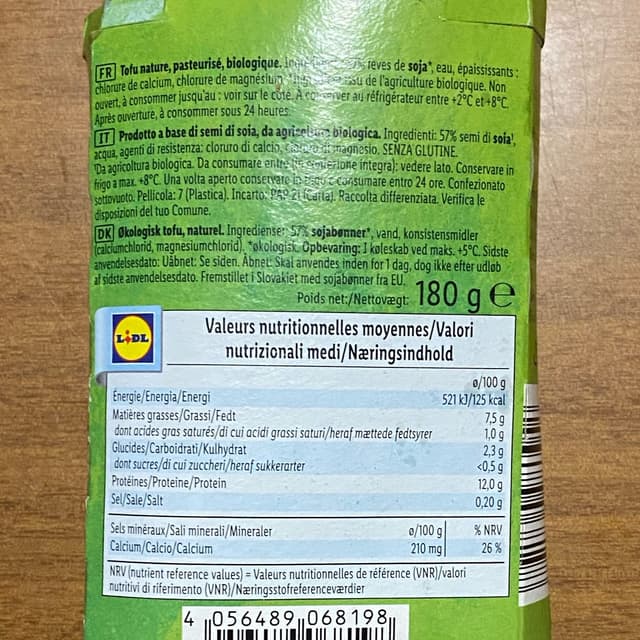 FR Tofu nature, pasteurisé, biologique. fèves de soja*, eau, épaississants :
chlorure de calcium, chlorure de magnésium. de l'agriculture biologique. Non
ouvert, à consommer jusqu'au : voir sur le côté. À conserver au réfrigérateur entre +2°C et +8°C.
Après ouverture, à consommer sous 24 heures.
IT Prodotto a base di semi di soia, da agricoltura biologica. Ingredienti: 57% semi di soia¹,
acqua, agenti di resistenza: cloruro di calcio, cloruro di magnesio. SENZA GLUTINE.
¹Da agricoltura biologica. Da consumare entro (in confezione integra): vedere lato. Conservare in
frigo a max. +8°C. Una volta aperto conservare in frigo e consumare entro 24 ore. Confezionato
sottovuoto. Pellicola: 7 (Plastica). Incarto: PAP 21 (Carta). Raccolta differenziata. Verifica le
disposizioni del tuo Comune.
DK Økologisk tofu, naturel. Ingredienser: 57% sojabønner*, vand, konsistensmidler
(calciumchlorid, magnesiumchlorid). *økologisk. Opbevaring: I køleskab ved maks. +5°C. Sidste
anvendelsesdato: Uåbnet: Se siden. Åbnet: Skal anvendes inden for 1 dag, dog ikke efter udløb
af sidste anvendelsesdato. Fremstillet i Slovakiet med sojabønner fra EU.
Poids net:/Nettovægt: 180 g e
LIDL
Valeurs nutritionnelles moyennes/Valori
nutrizionali medi/Næringsindhold
ø/100 g
Énergie/Energia/Energi 521 kJ/125 kcal
Matières grasses/Grassi/Fedt 7,5 g
dont acides gras saturés/di cui acidi grassi saturi/heraf mættede fedtsyrer 1,0 g
Glucides/Carboidrati/Kulhydrat 2,3 g
dont sucres/di cui zuccheri/heraf sukkerarter <0,5 g
Protéines/Proteine/Protein 12,0 g
Sel/Sale/Salt 0,20 g
Sels minéraux/Sali minerali/Mineraler ø/100 g % NRV
Calcium/Calcio/Calcium 210 mg 26 %
NRV (nutrient reference values) = Valeurs nutritionnelles de référence (VNR)/valori
nutritivi di riferimento (VNR)/Næringsstofreferenceværdier
4 056489 068198